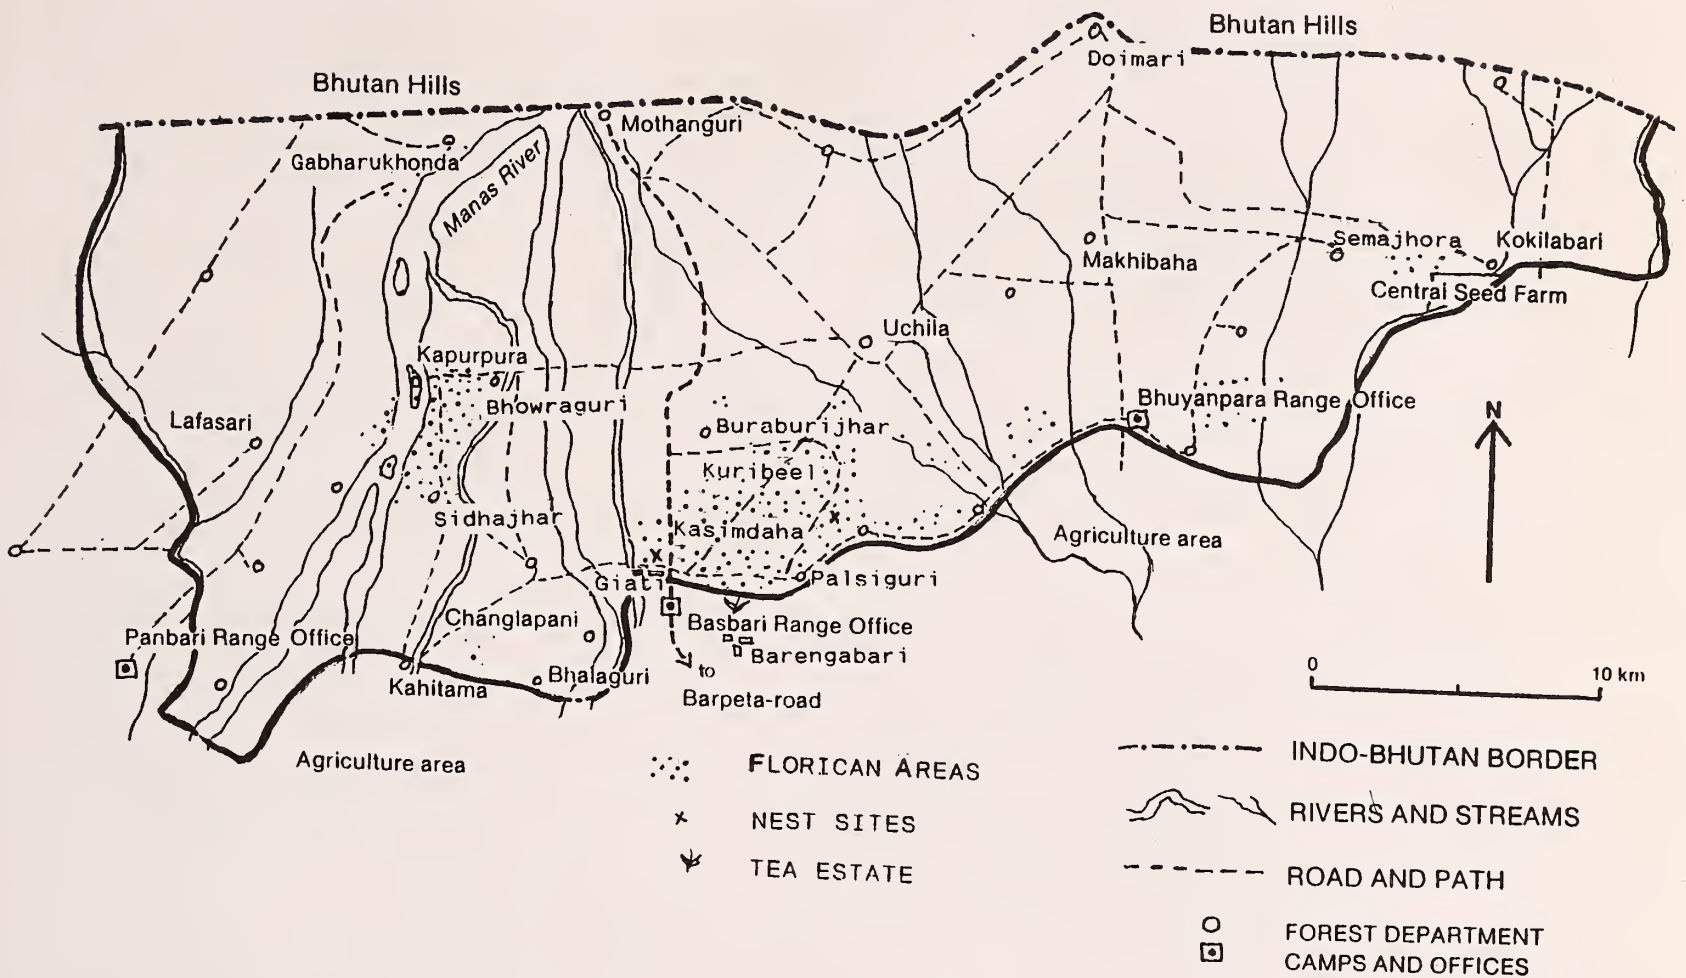 Bhutan Hills
Doimari
Bhutan Hills
Mothanguri
Gabharukhonda
Manas River
Semajhora
Kokilabari
Makhibaha
Central Seed Farm
Uchila
Kapurpura
Bhowraguri
Bhuyanpara Range Office
N
Lafasari
Buraburijhar
Kuribeel
Sidhajhar
Kasimdaha
Agriculture area
Giati
Palsiguri
Changlapani
Basbari Range Office
Panbari Range Office
Barengabari
Kahitama
Bhalaguri
to
Barpeta-road
0
10 km
Agriculture area
FLORICAN AREAS
NEST SITES
TEA ESTATE
INDO-BHUTAN BORDER
RIVERS AND STREAMS
ROAD AND PATH
FOREST DEPARTMENT
CAMPS AND OFFICES